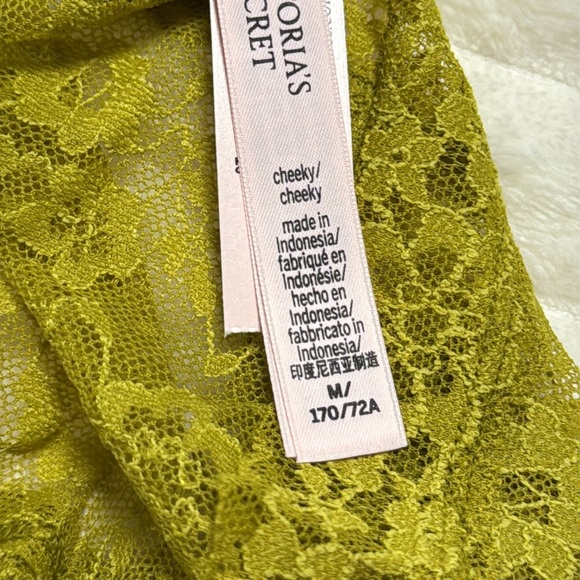 ORIA'S
CRET
cheeky/
cheeky
made in
Indonesia/
fabriqué en
Indonésie/
hecho en
Indonesia/
fabbricato in
Indonesia/
印度尼西亚制造
M/
170/72A